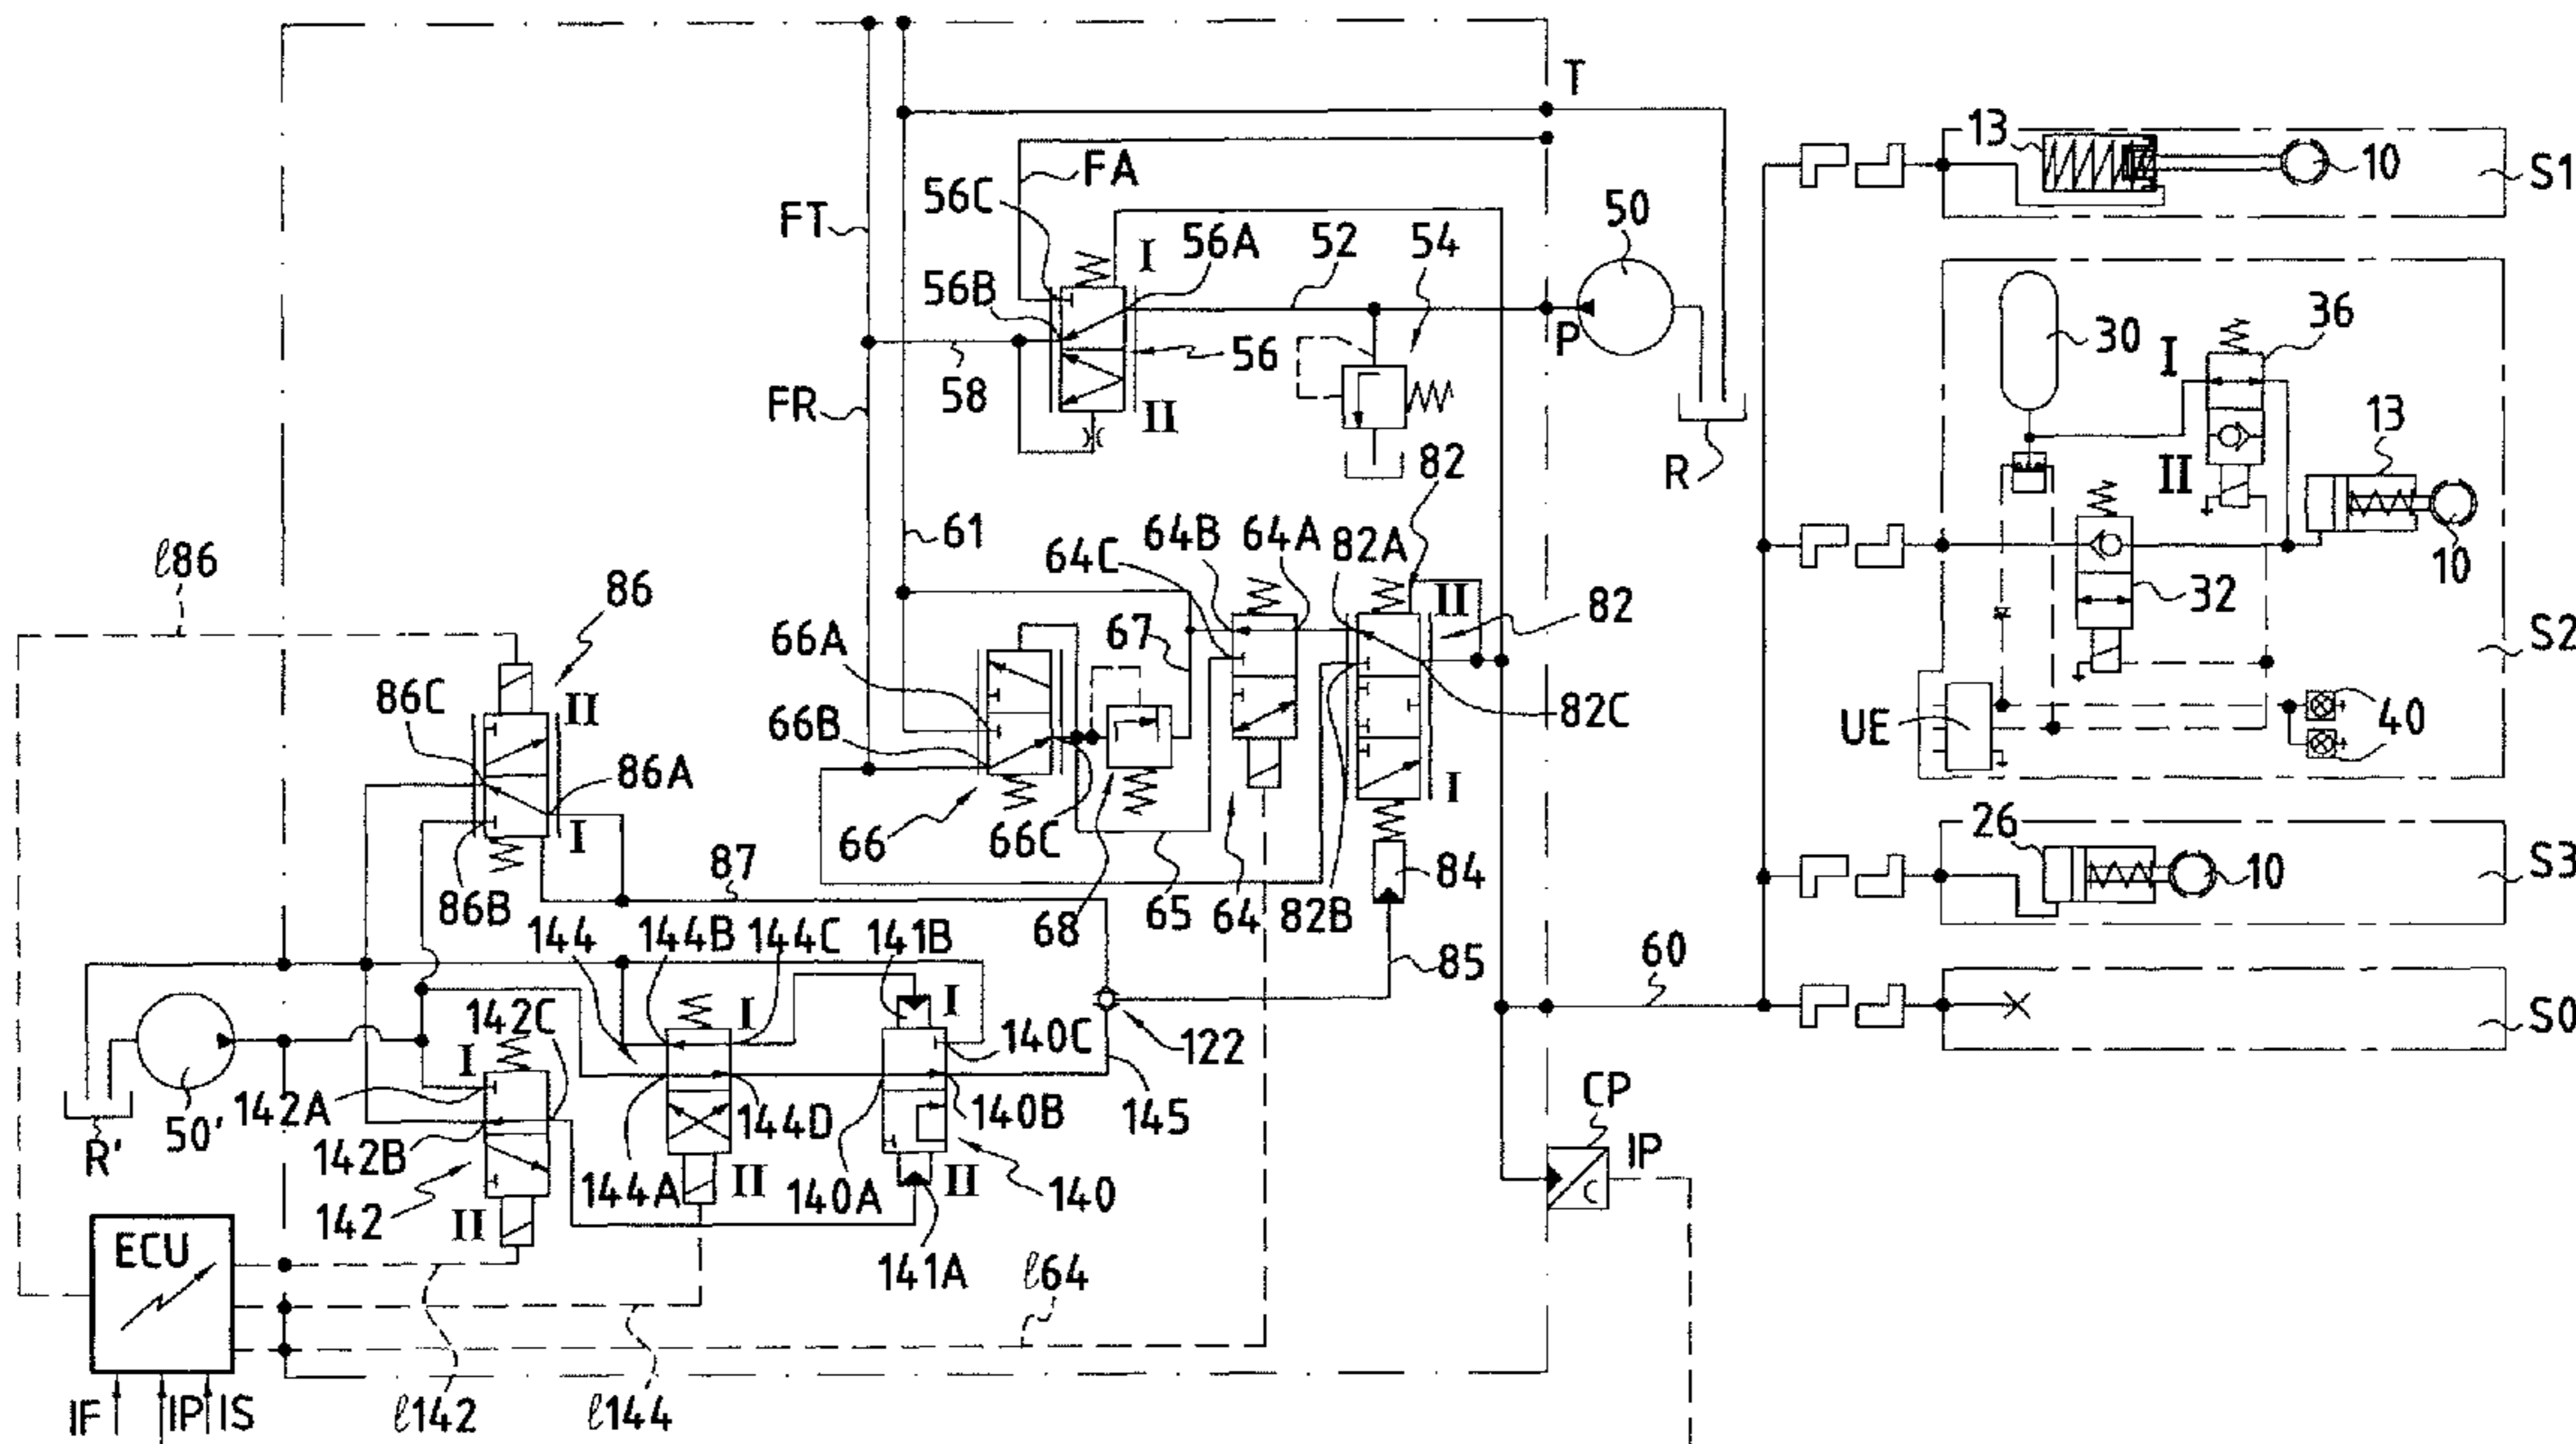 T
13
10
S1
FA
56C
FT
I
56A
52
54
50
56B
56
P
36
30
I
FR
58
II
82
R
II
13
10
ℓ86
61
64C
64B
64A
82A
II
82
32
S2
86
66A
67
86C
II
66B
82C
UE
40
86A
I
66
66C
I
26
84
10
S3
86B
87
68
65
64
82B
144
144B
144C
141B
85
60
142C
I
I
140C
122
S0
I
142A
50'
144D
140B
145
CP
IP
R'
142B
144A
II
140A
II
140
142
II
ECU
141A
ℓ64
IF
IP
IS
ℓ142
ℓ144